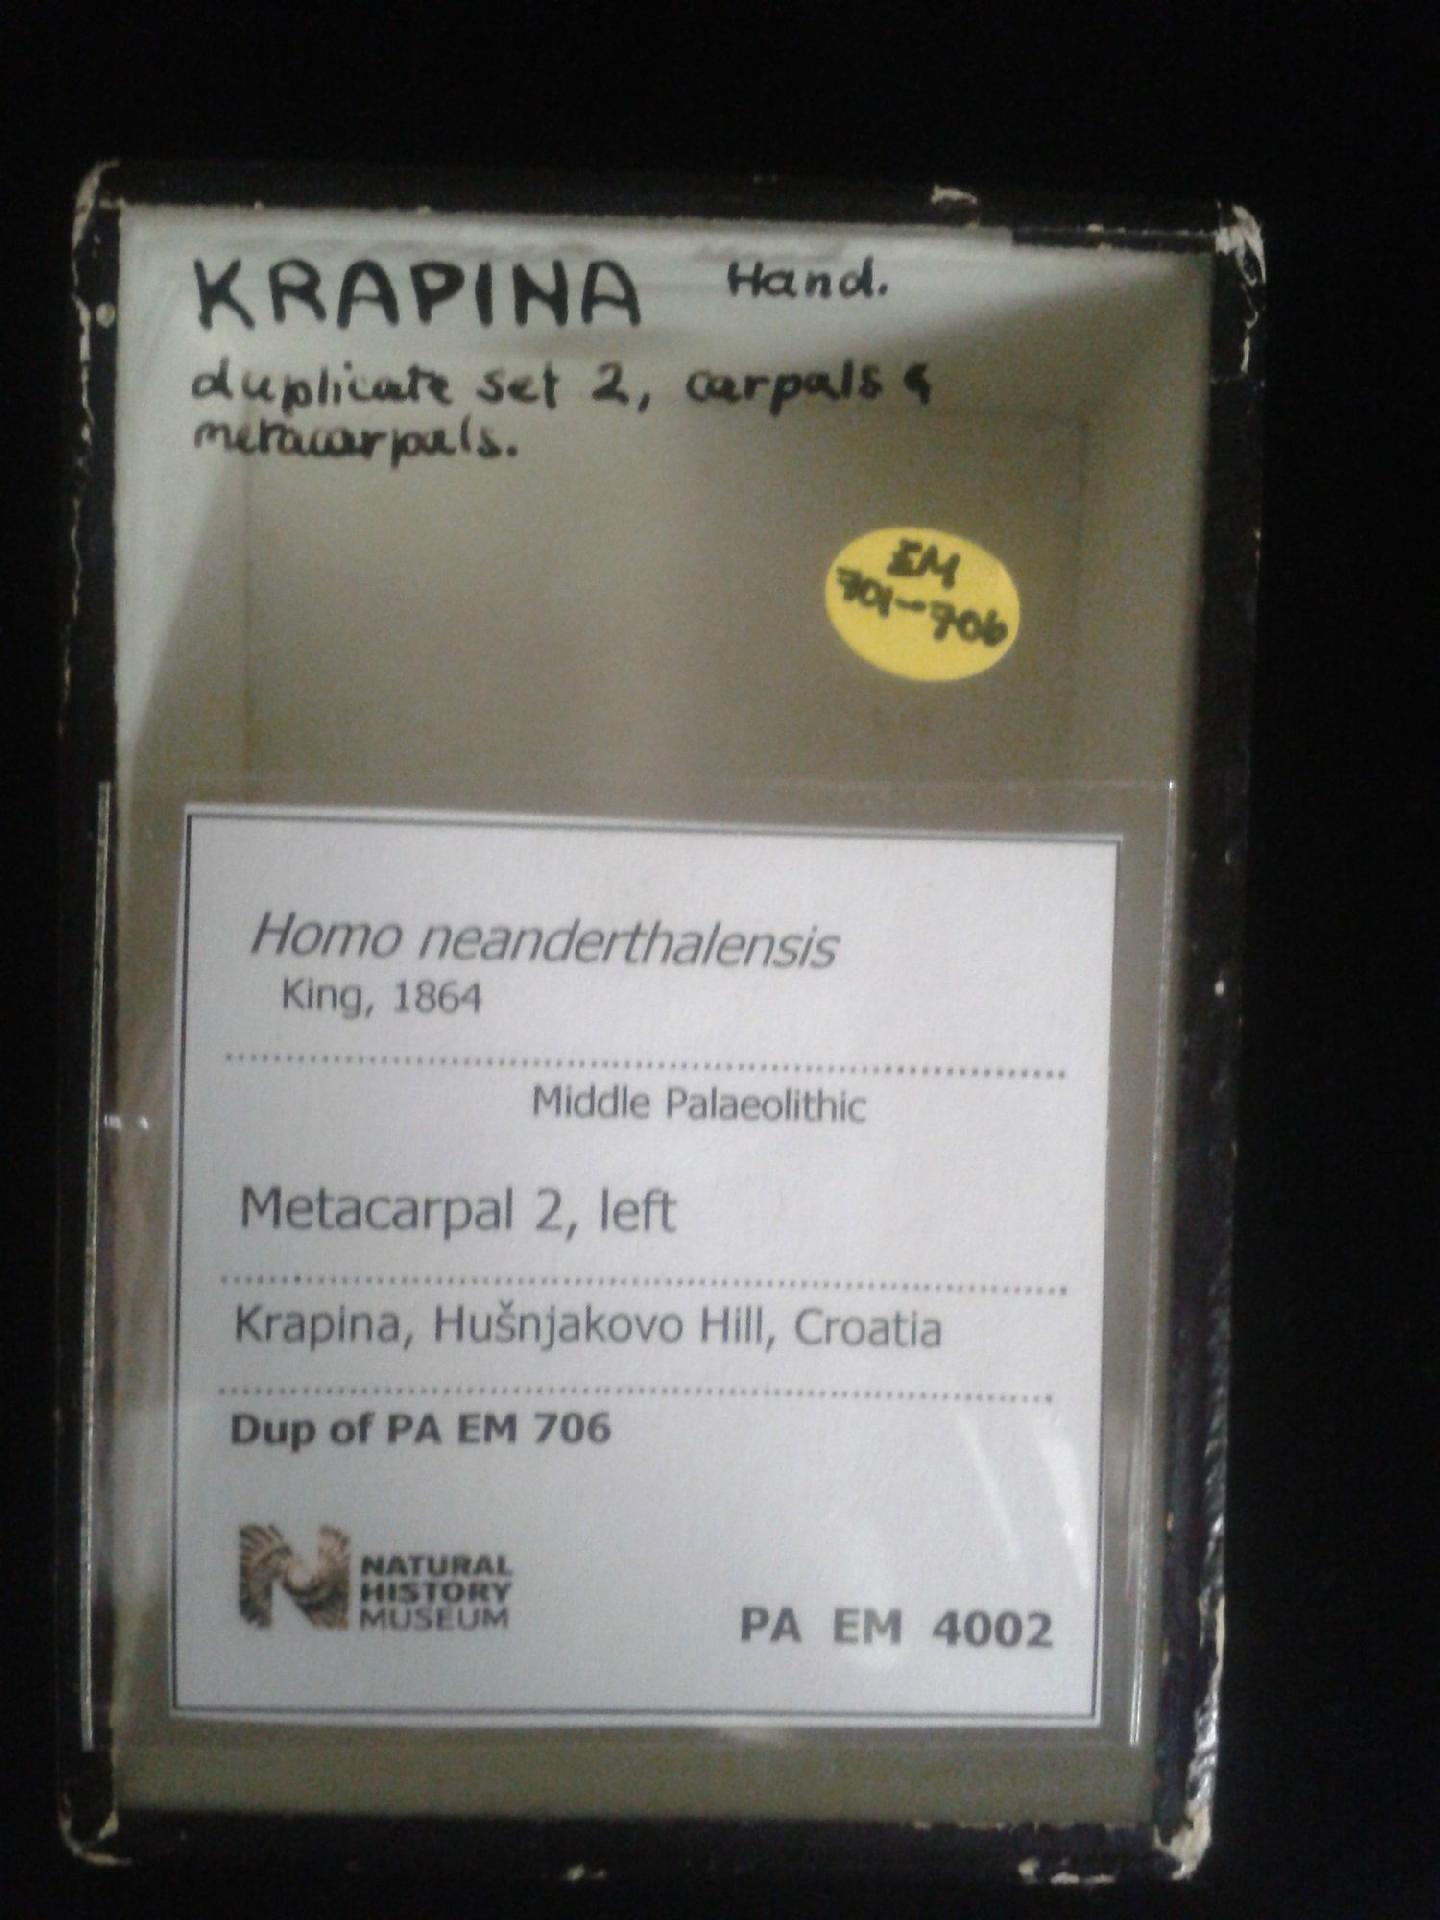 KRAPINA Hand.
duplicate set 2, carpals &
metacarpals.
EM
701-706
Homo neanderthalensis
King, 1864
Middle Palaeolithic
Metacarpal 2, left
Krapina, Hušnjakovo Hill, Croatia
Dup of PA EM 706
NATURAL
HISTORY
MUSEUM
PA EM 4002